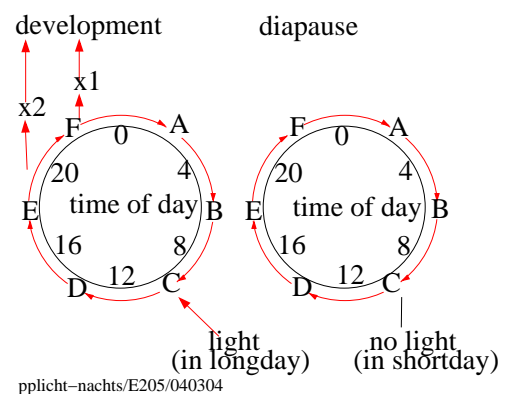 development
diapause
x1
x2
F
A
0
20
4
E
time of day
B
16
8
12
D
C
light
(in longday)
F
A
0
20
4
E
time of day
B
16
8
12
D
C
no light
(in shortday)
pplicht−nachts/E205/040304